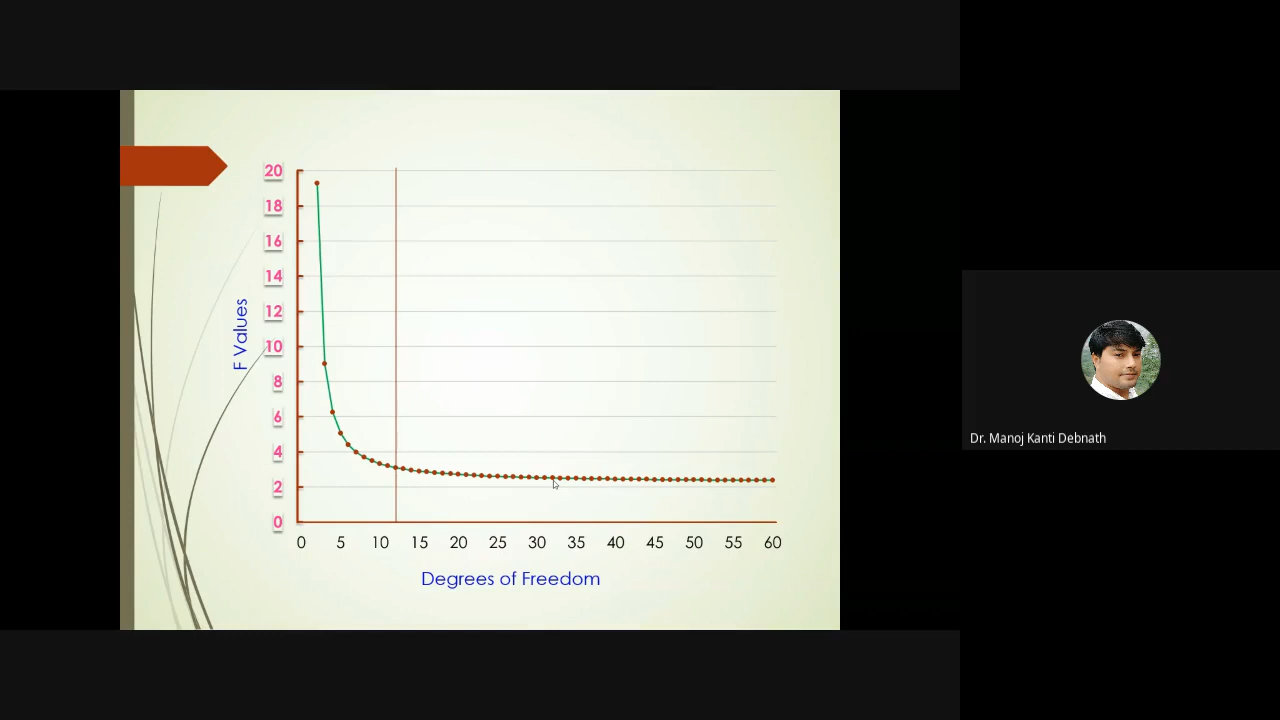 20
18
16
14
12
10
8
6
4
2
0
F Values
0 5 10 15 20 25 30 35 40 45 50 55 60
Degrees of Freedom
Dr. Manoj Kanti Debnath